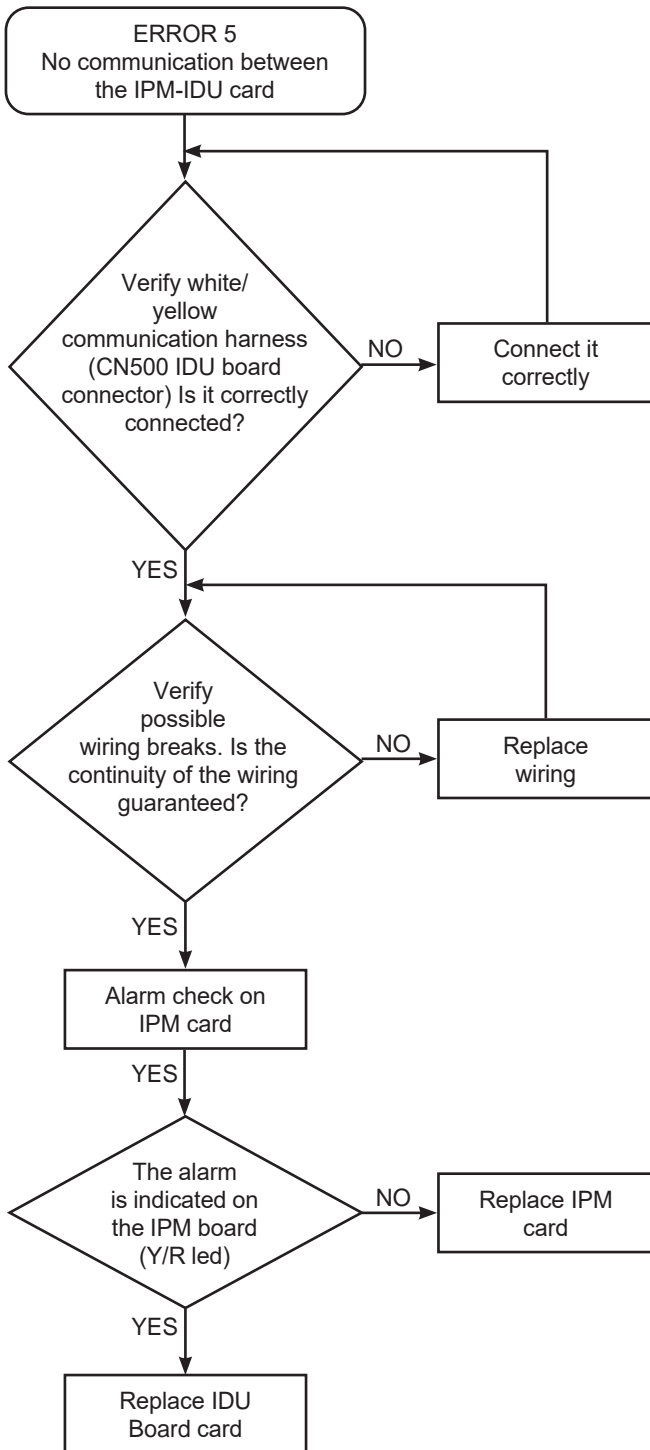 ERROR 5
No communication between
the IPM-IDU card
Verify white/
yellow
communication harness
(CN500 IDU board
connector) Is it correctly
connected?
NO
Connect it
correctly
YES
Verify
possible
wiring breaks. Is the
continuity of the wiring
guaranteed?
NO
Replace
wiring
YES
Alarm check on
IPM card
YES
The alarm
is indicated on
the IPM board
(Y/R led)
NO
Replace IPM
card
YES
Replace IDU
Board card